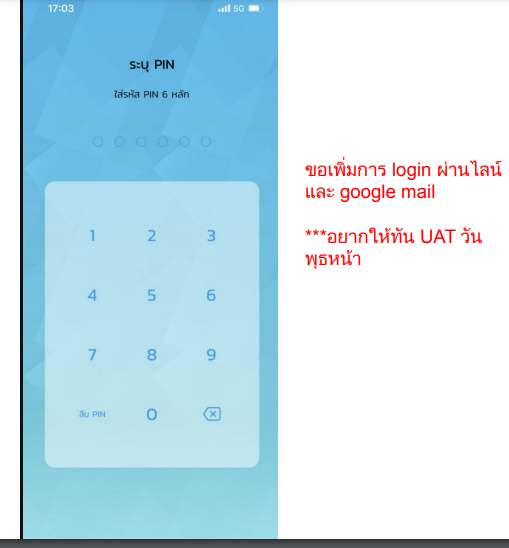 17:03
5G
ระบุ PIN
ใส่รหัส PIN 6 หลัก
1 2 3
4 5 6
7 8 9
ลืม PIN 0
ขอเพิ่มการ login ผ่านไลน์
และ google mail
***อยากให้ทัน UAT วัน
พุธหน้า